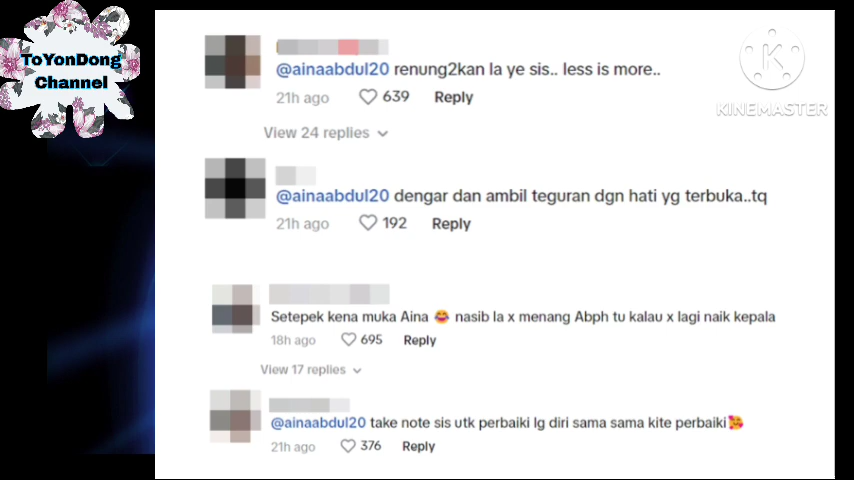 ToYonDong
Channel
KINEMASTER
@ainaabdul20 renung2kan la ye sis.. less is more..
21h ago 639 Reply
View 24 replies
@ainaabdul20 dengar dan ambil teguran dgn hati yg terbuka..tq
21h ago 192 Reply
Setepek kena muka Aina 😂 nasib la x menang Abph tu kalau x lagi naik kepala
18h ago 695 Reply
View 17 replies
@ainaabdul20 take note sis utk perbaiki lg diri sama sama kite perbaiki🥰
21h ago 376 Reply